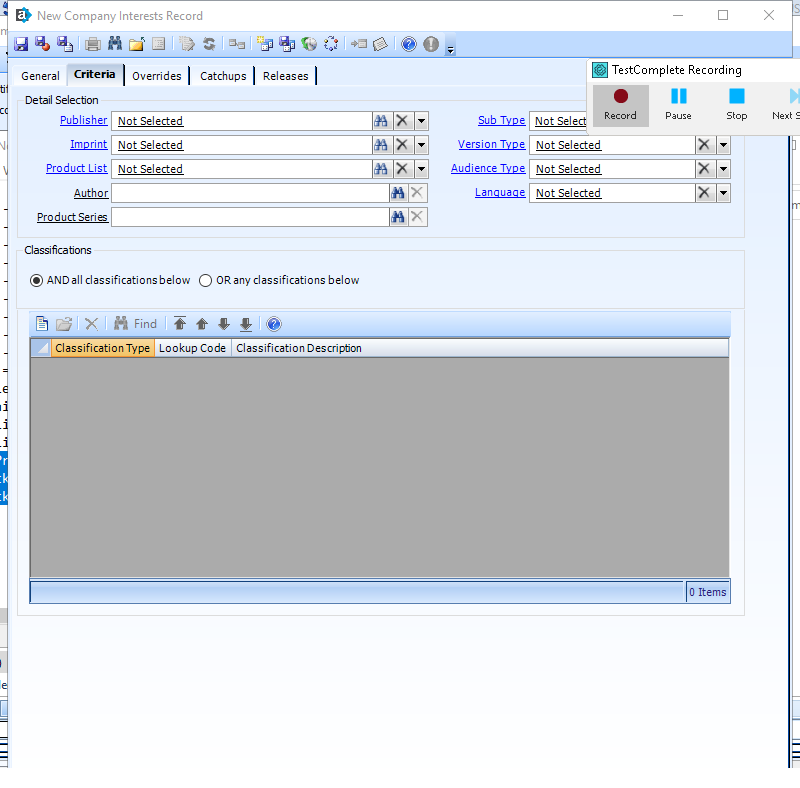 New Company Interests Record
General Criteria Overrides Catchups Releases
TestComplete Recording
Record Pause Stop Next S
Detail Selection
Publisher Not Selected Sub Type Not Select
Imprint Not Selected Version Type Not Selected
Product List Not Selected Audience Type Not Selected
Author Language Not Selected
Product Series
Classifications
AND all classifications below OR any classifications below
Find
Classification Type Lookup Code Classification Description
0 Items